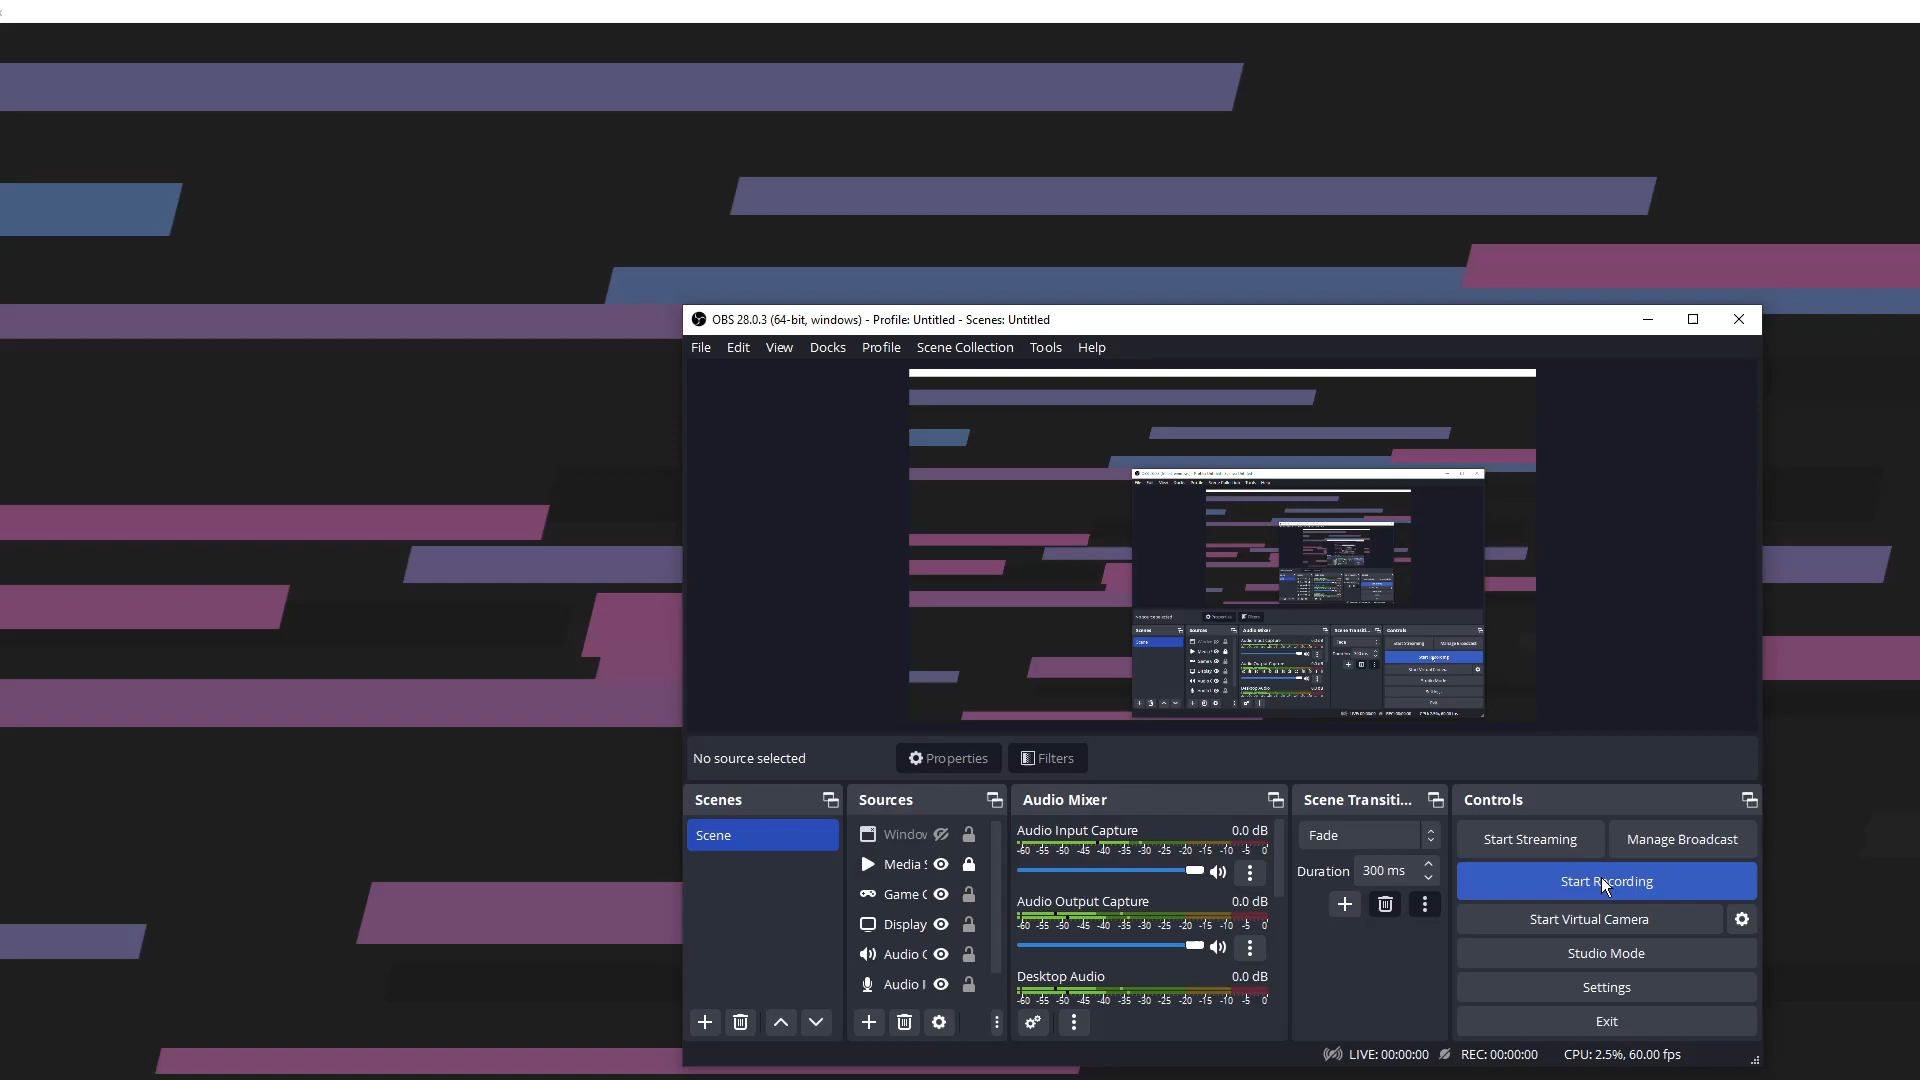 OBS 28.0.3 (64-bit, windows) - Profile: Untitled - Scenes: Untitled
File Edit View Docks Profile Scene Collection Tools Help
No source selected Properties Filters
Scenes
Scene
Sources
Window
Media S
Game C
Display
Audio O
Audio I
Audio Mixer
Audio Input Capture 0.0 dB
-60 -55 -50 -45 -40 -35 -30 -25 -20 -15 -10 -5 0
Audio Output Capture 0.0 dB
-60 -55 -50 -45 -40 -35 -30 -25 -20 -15 -10 -5 0
Desktop Audio 0.0 dB
-60 -55 -50 -45 -40 -35 -30 -25 -20 -15 -10 -5 0
Scene Transiti...
Fade
Duration 300 ms
Controls
Start Streaming Manage Broadcast
Start Recording
Start Virtual Camera
Studio Mode
Settings
Exit
LIVE: 00:00:00 REC: 00:00:00 CPU: 2.5%, 60.00 fps